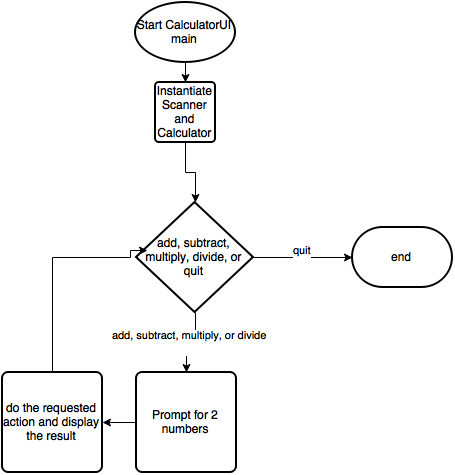 Start CalculatorUI
main
Instantiate
Scanner
and
Calculator
add, subtract,
multiply, divide, or
quit
quit
end
add, subtract, multiply, or divide
do the requested
action and display
the result
Prompt for 2
numbers